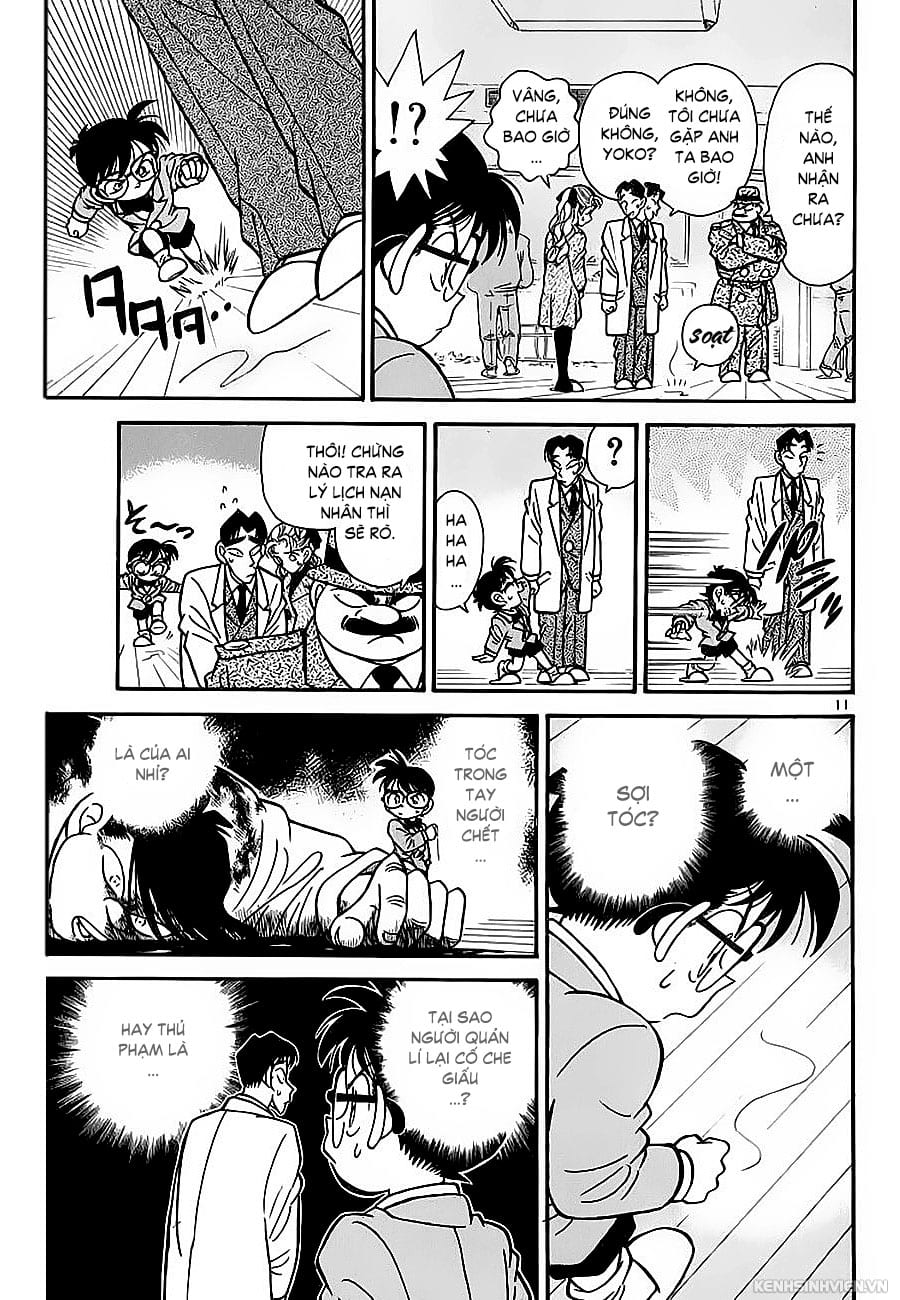 THẾ
NÀO,
ANH
NHẬN
RA
CHƯA?
KHÔNG,
TÔI CHƯA
GẶP ANH
TA BAO
GIỜ!
ĐÚNG
KHÔNG,
YOKO?
VÂNG,
CHƯA
BAO GIỜ
...
!?
soạt
タタタ..
?
HA
HA
HA
...
THÔI! CHỪNG
NÀO TRA RA
LÝ LỊCH NẠN
NHÂN THÌ
SẼ RÕ.
11
MỘT
...
SỢI
TÓC?
TÓC
TRONG
TAY
NGƯỜI
CHẾT
...
LÀ CỦA AI
NHỈ?
TẠI SAO
NGƯỜI QUẢN
LÍ LẠI CỐ CHE
GIẤU
...?
HAY THỦ
PHẠM LÀ
...
KENHSINHVIEN.VN